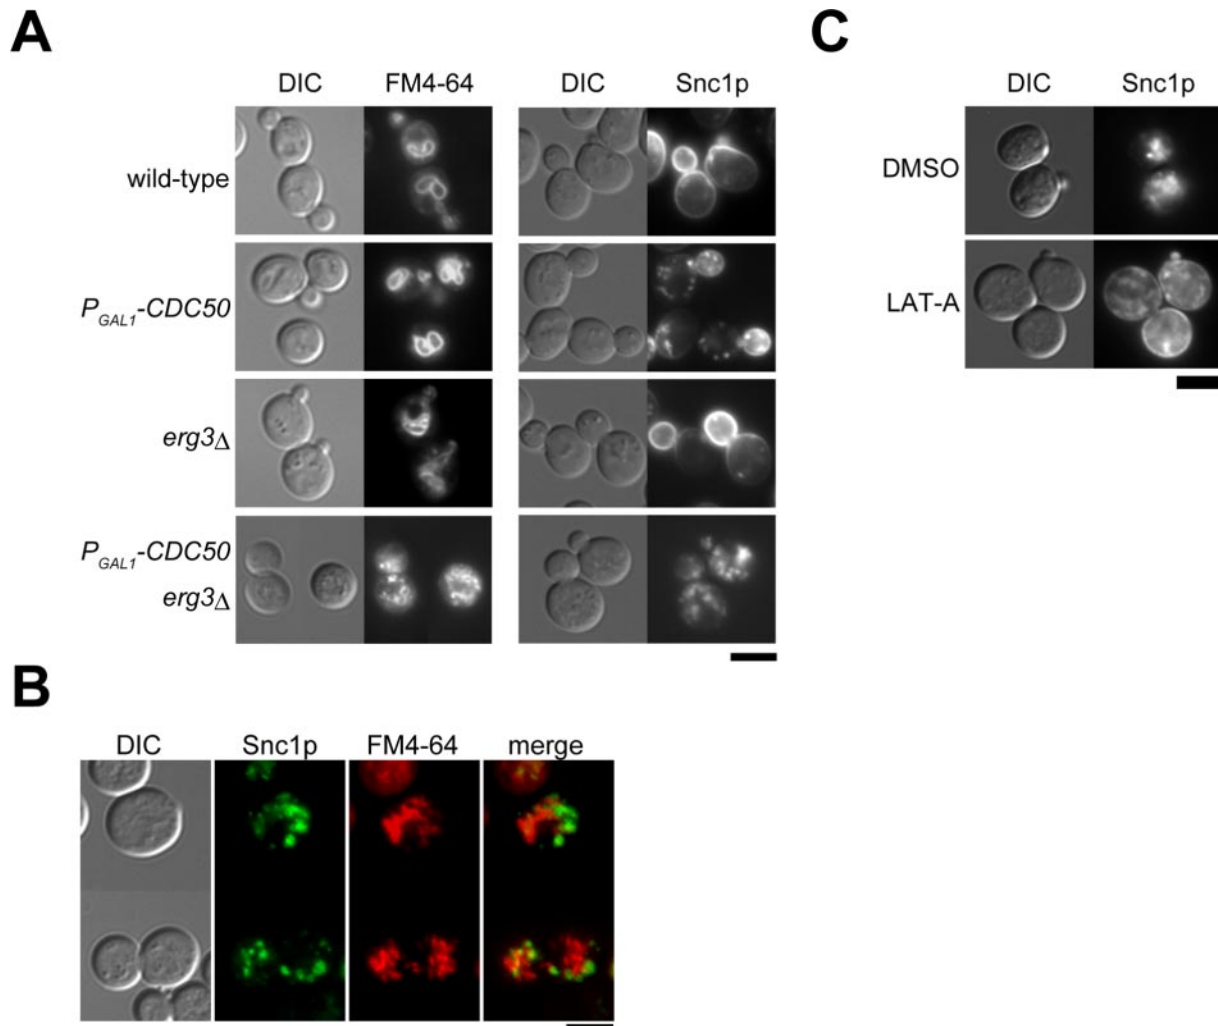 A
C
DIC FM4-64 DIC Snc1p
DIC Snc1p
wild-type
DMSO
P_GAL1-CDC50
LAT-A
erg3Δ
P_GAL1-CDC50
erg3Δ
B
DIC Snc1p FM4-64 merge